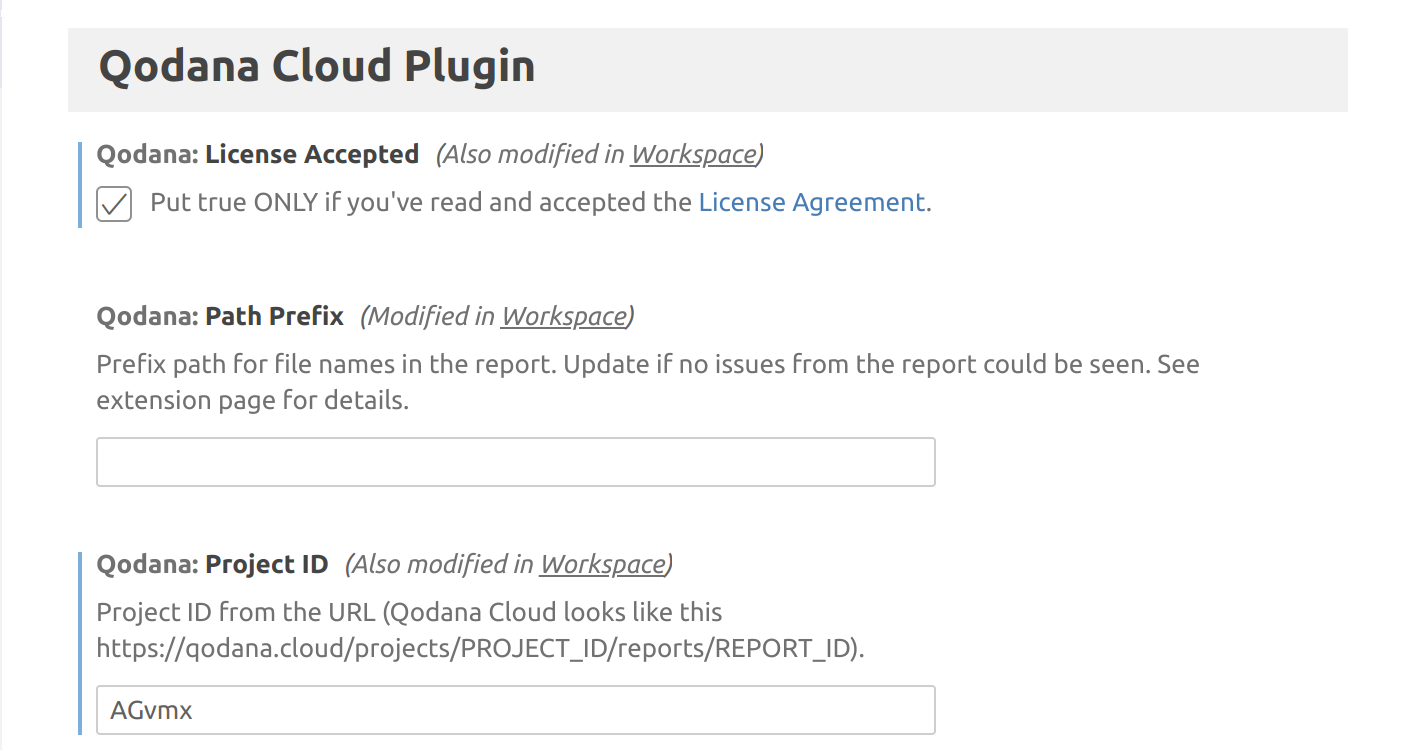 Qodana Cloud Plugin
Qodana: License Accepted (Also modified in Workspace)
Put true ONLY if you've read and accepted the License Agreement.
Qodana: Path Prefix (Modified in Workspace)
Prefix path for file names in the report. Update if no issues from the report could be seen. See
extension page for details.
Qodana: Project ID (Also modified in Workspace)
Project ID from the URL (Qodana Cloud looks like this
https://qodana.cloud/projects/PROJECT_ID/reports/REPORT_ID).
AGvmx